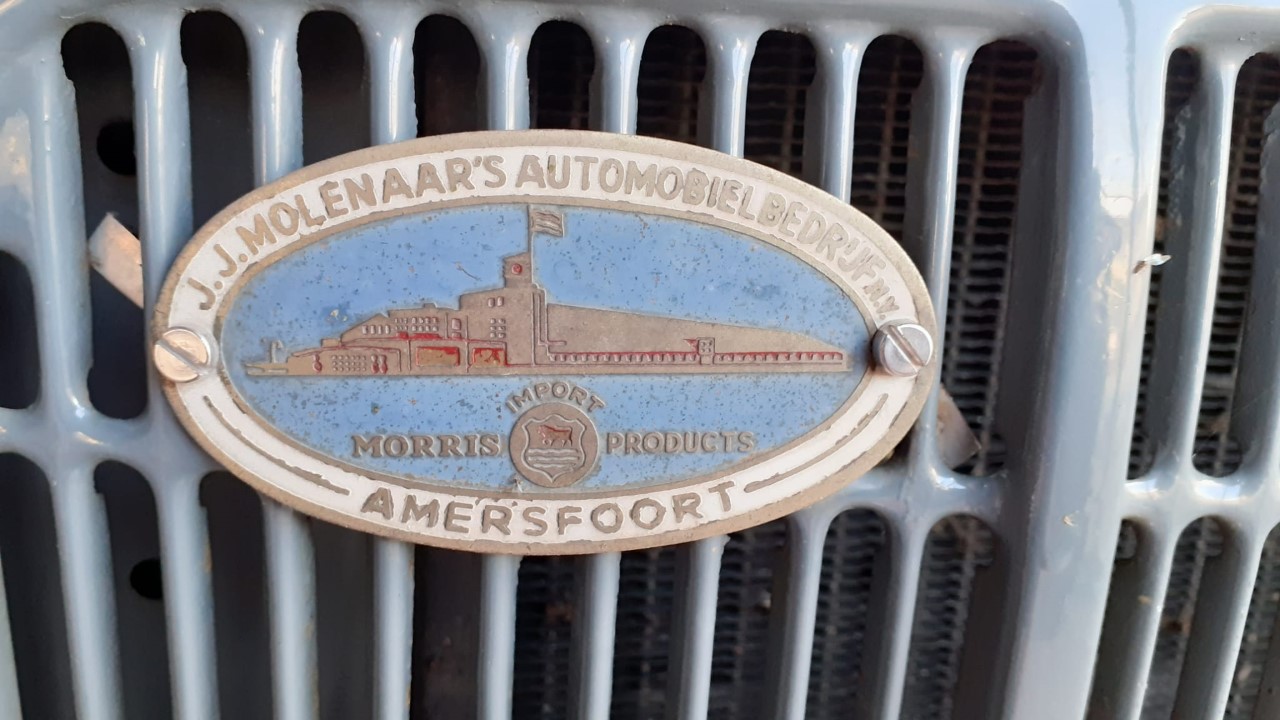 J.J. MOLENAAR'S AUTOMOBIELBEDRIJF N.V.
IMPORT
MORRIS PRODUCTS
AMERSFOORT